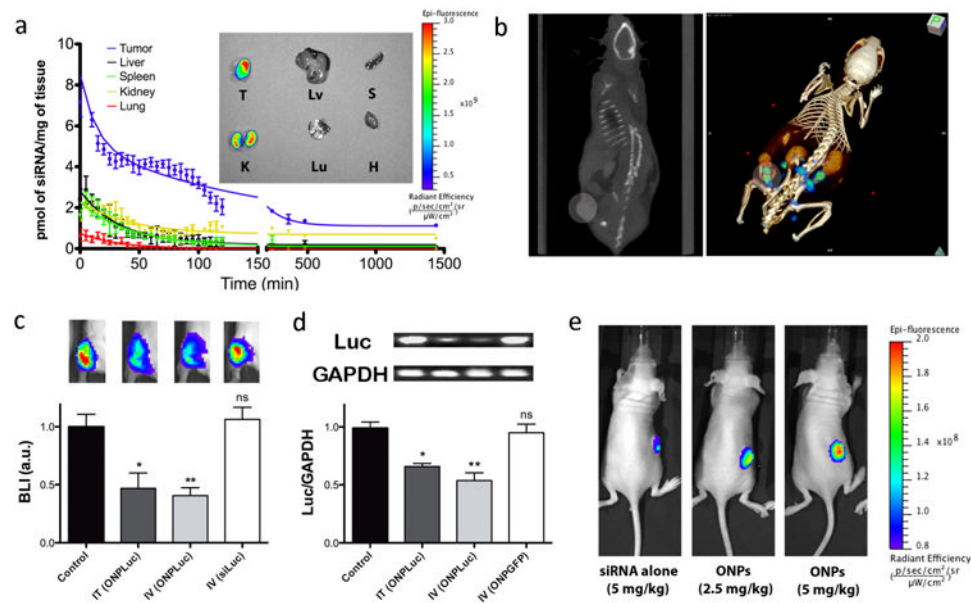 a
Tumor
Liver
Spleen
Kidney
Lung
10
8
6
4
2
0
pmol of siRNA/mg of tissue
0
50
100
150
500
1000
1500
Time (min)
T
Lv
S
K
Lu
H
Epi-fluorescence
3.0
2.5
2.0
1.5
1.0
0.5
x10⁹
Radiant Efficiency
(p/sec/cm²/sr
µW/cm²)
b
c
BLI (a.u.)
1.0
0.5
0.0
*
**
ns
Control
IT (ONPLuc)
IV (ONPLuc)
IV (siLuc)
d
Luc
GAPDH
Luc/GAPDH
1.0
0.5
0.0
*
**
ns
Control
IT (ONPLuc)
IV (ONPLuc)
IV (ONPGFP)
e
siRNA alone
(5 mg/kg)
ONPs
(2.5 mg/kg)
ONPs
(5 mg/kg)
Epi-fluorescence
2.0
1.8
1.6
1.4
1.2
1.0
0.8
x10⁸
Radiant Efficiency
(p/sec/cm²/sr
µW/cm²)